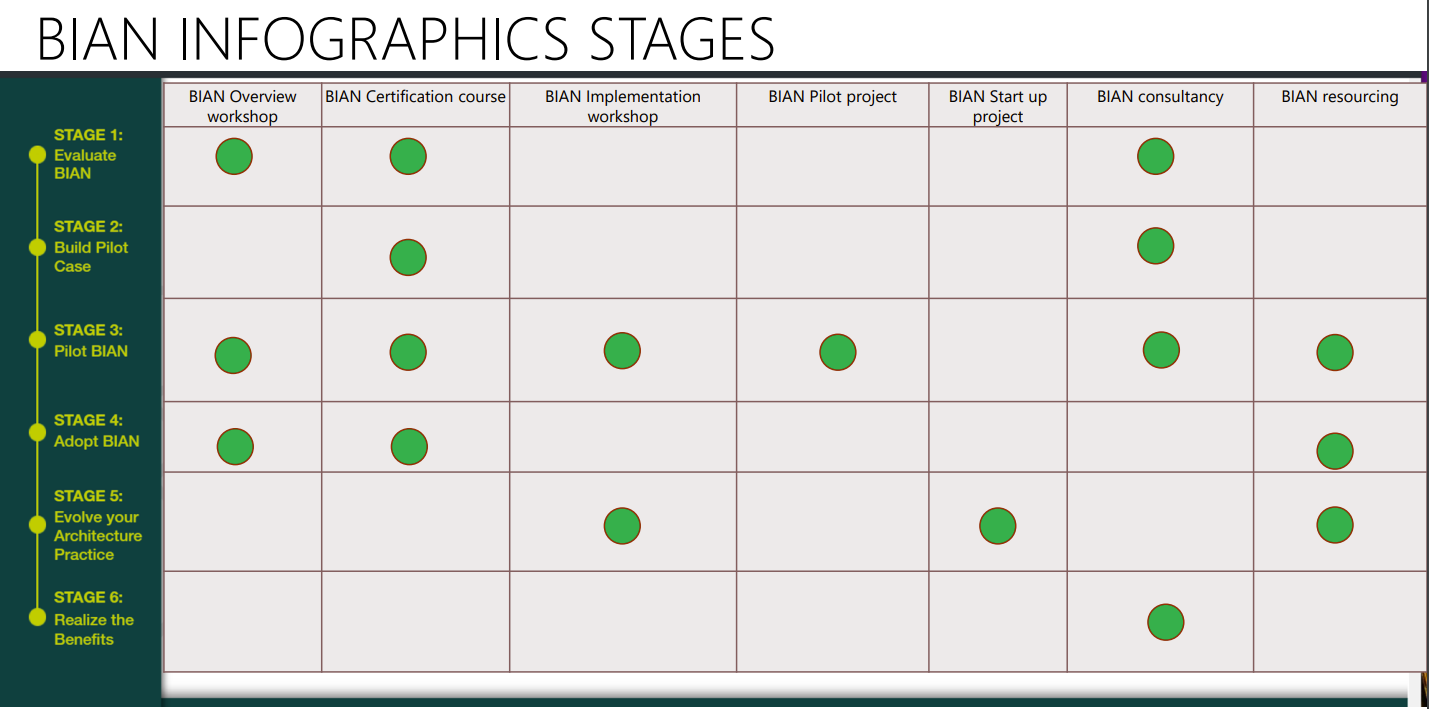 BIAN INFOGRAPHICS STAGES
BIAN Overview
workshop
BIAN Certification course
BIAN Implementation
workshop
BIAN Pilot project
BIAN Start up
project
BIAN consultancy
BIAN resourcing
STAGE 1:
Evaluate
BIAN
STAGE 2:
Build Pilot
Case
STAGE 3:
Pilot BIAN
STAGE 4:
Adopt BIAN
STAGE 5:
Evolve your
Architecture
Practice
STAGE 6:
Realize the
Benefits